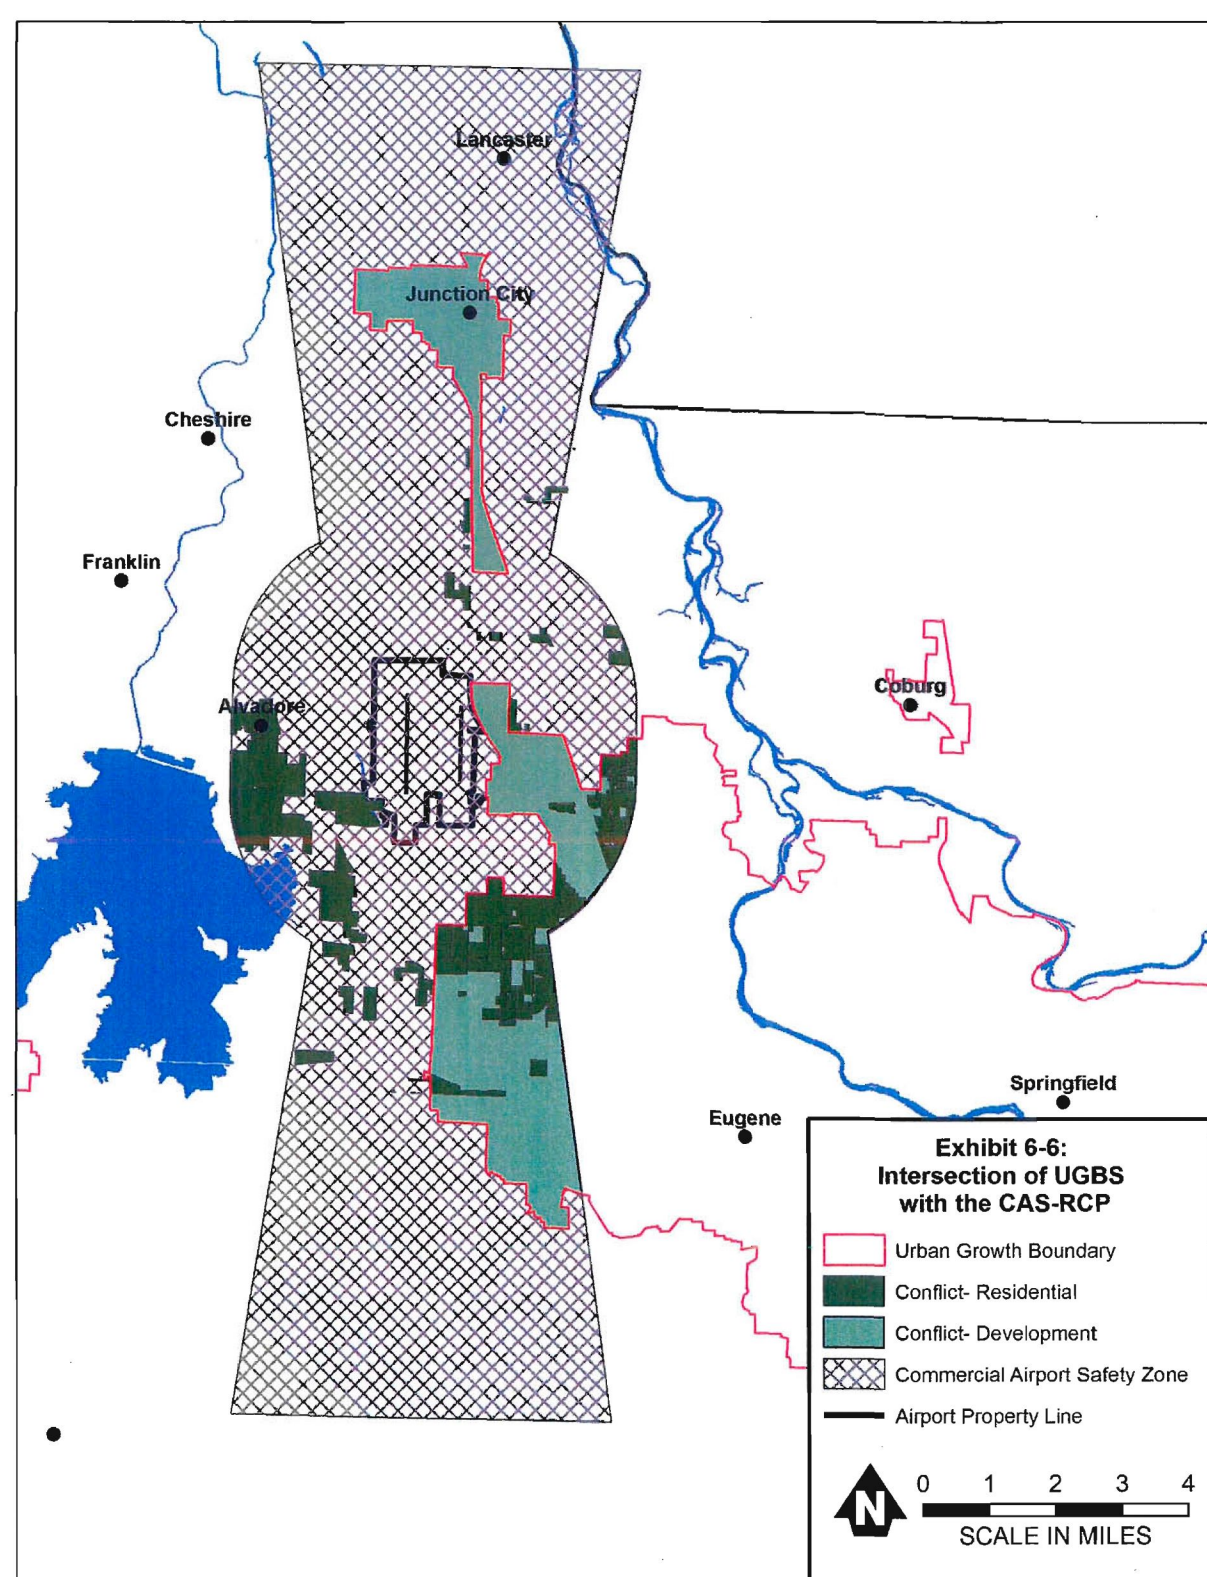 Lancaster
Junction City
Cheshire
Franklin
Alvadore
Coburg
Springfield
Eugene
Exhibit 6-6:
Intersection of UGBS
with the CAS-RCP
Urban Growth Boundary
Conflict- Residential
Conflict- Development
Commercial Airport Safety Zone
Airport Property Line
N
0 1 2 3 4
SCALE IN MILES